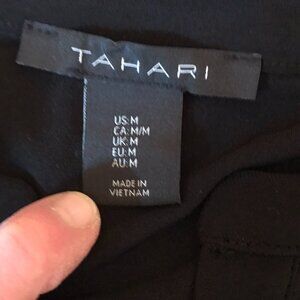 TAHARI
US:M
CA:M/M
UK:M
EU:M
AU:M
MADE IN
VIETNAM